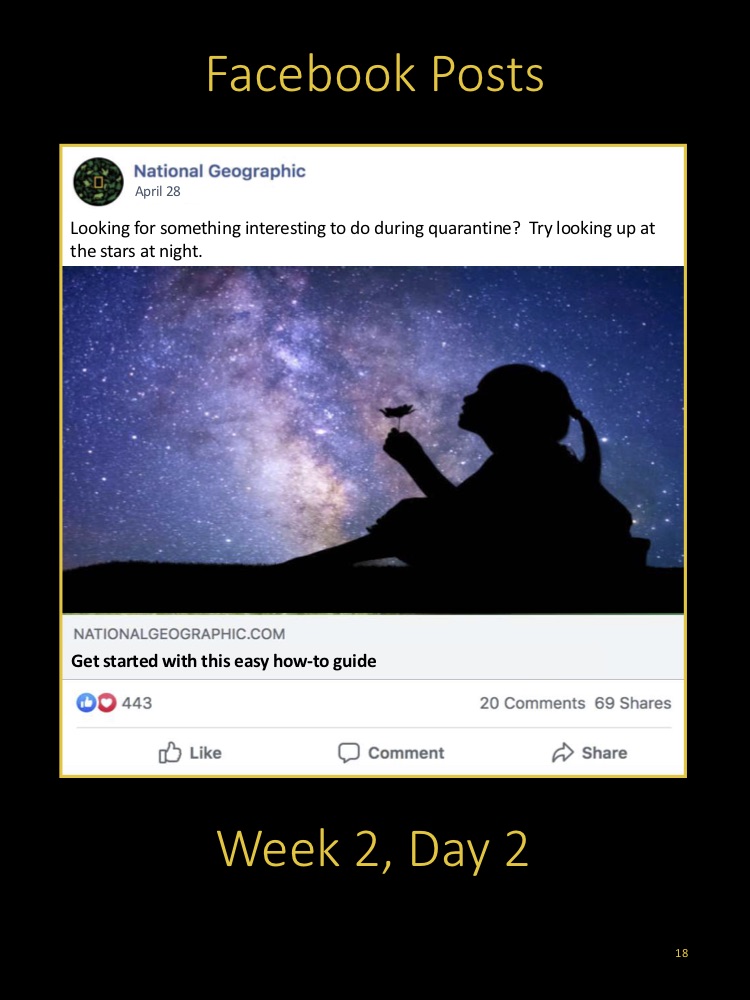 Facebook Posts
National Geographic
April 28
Looking for something interesting to do during quarantine?  Try looking up at
the stars at night.
NATIONALGEOGRAPHIC.COM
Get started with this easy how-to guide
443
20 Comments  69 Shares
Like
Comment
Share
Week 2, Day 2
18